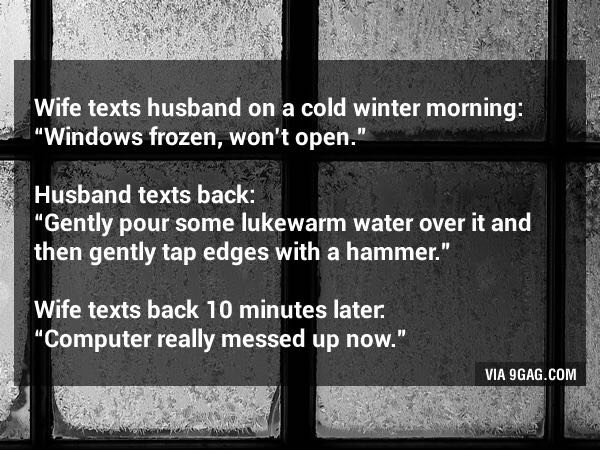 Wife texts husband on a cold winter morning:
“Windows frozen, won’t open.”
Husband texts back:
“Gently pour some lukewarm water over it and
then gently tap edges with a hammer.”
Wife texts back 10 minutes later:
“Computer really messed up now.”
VIA 9GAG.COM